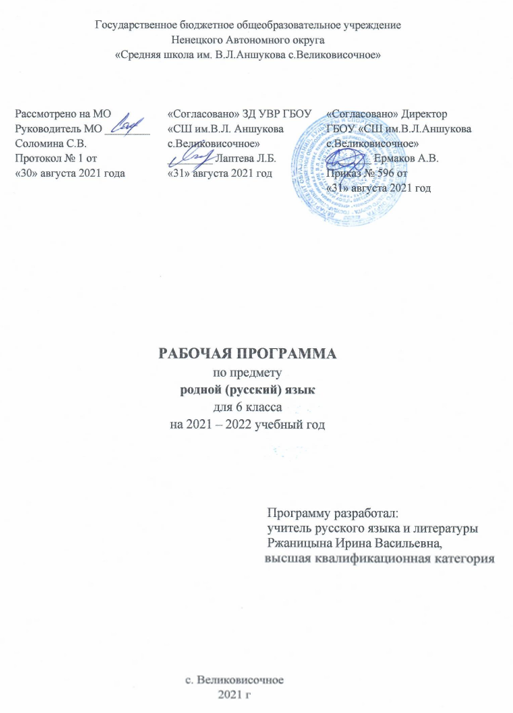 Государственное бюджетное общеобразовательное учреждение
Ненецкого Автономного округа
«Средняя школа им. В.Л.Аншукова с.Великовисочное»
Рассмотрено на МО
Руководитель МО
Соломина С.В.
Протокол № 1 от
«30» августа 2021 года
«Согласовано» ЗД УВР ГБОУ
«СШ им.В.Л. Аншукова
с.Великовисочное»
Лаптева Л.Б.
«31» августа 2021 год
«Согласовано» Директор
ГБОУ «СШ им.В.Л.Аншукова
с.Великовисочное»
Ермаков А.В.
Приказ № 596 от
«31» августа 2021 год
РАБОЧАЯ ПРОГРАММА
по предмету
родной (русский) язык
для 6 класса
на 2021 – 2022 учебный год
Программу разработал:
учитель русского языка и литературы
Ржаницына Ирина Васильевна,
высшая квалификационная категория
с. Великовисочное
2021 г